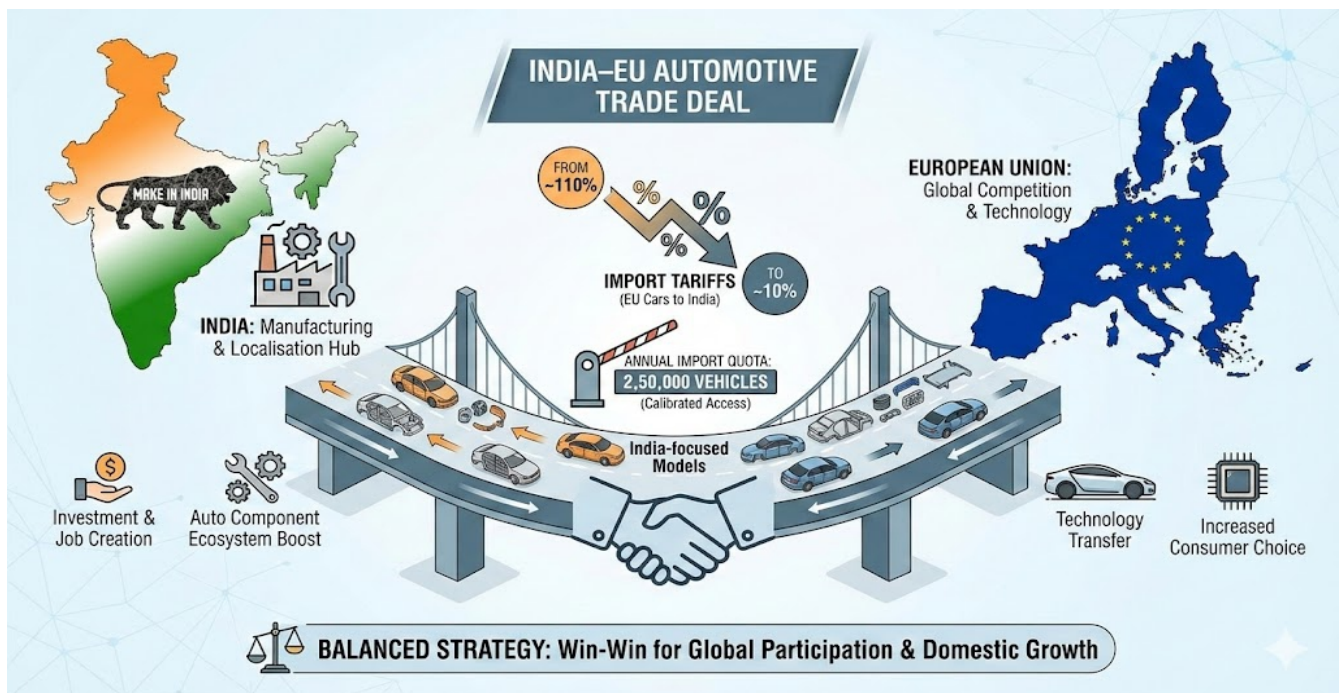 INDIA–EU AUTOMOTIVE
TRADE DEAL
MAKE IN INDIA
INDIA: Manufacturing
& Localisation Hub
FROM
~110%
%
%
%
IMPORT TARIFFS
(EU Cars to India)
TO
~10%
EUROPEAN UNION:
Global Competition
& Technology
ANNUAL IMPORT QUOTA:
2,50,000 VEHICLES
(Calibrated Access)
India-focused
Models
$
Investment &
Job Creation
Auto Component
Ecosystem Boost
Technology
Transfer
Increased
Consumer Choice
BALANCED STRATEGY: Win-Win for Global Participation & Domestic Growth